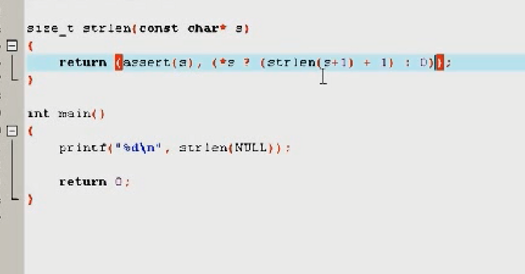 size_t strlen(const char* s)
{
    return (assert(s), (*s ? (strlen(s+1) + 1) : 0));
}
int main()
{
    printf("%d\n", strlen(NULL));
    return 0;
}